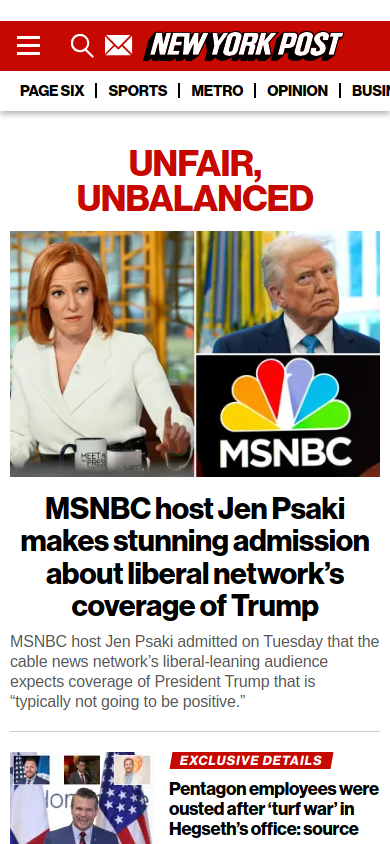 NEW YORK POST
PAGE SIX | SPORTS | METRO | OPINION | BUSI
UNFAIR,
UNBALANCED
MEET
PRES
MSNBC
MSNBC host Jen Psaki
makes stunning admission
about liberal network’s
coverage of Trump
MSNBC host Jen Psaki admitted on Tuesday that the
cable news network’s liberal-leaning audience
expects coverage of President Trump that is
“typically not going to be positive.”
EXCLUSIVE DETAILS
Pentagon employees were
ousted after ‘turf war’ in
Hegseth’s office: source